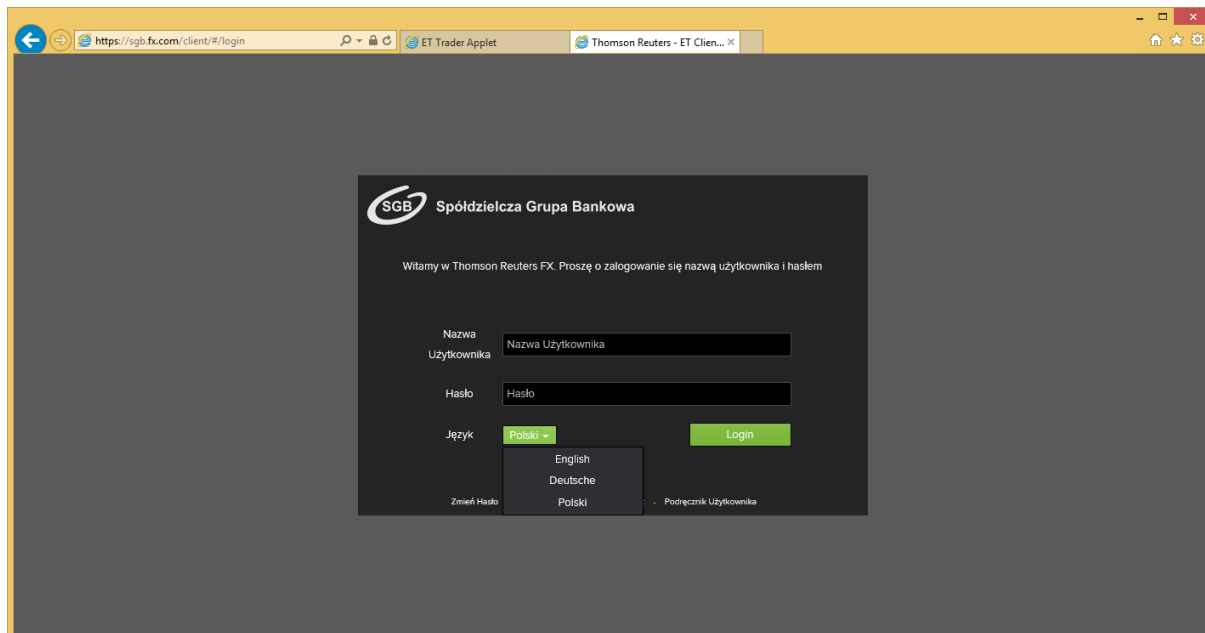 https://sgb.fx.com/client/#/login
ET Trader Applet
Thomson Reuters - ET Clien...
SGB
Spółdzielcza Grupa Bankowa
Witamy w Thomson Reuters FX. Proszę o zalogowanie się nazwą użytkownika i hasłem
Nazwa
Użytkownika
Nazwa Użytkownika
Hasło
Hasło
Język
Polski
Login
English
Deutsche
Polski
Zmień Hasło
Podręcznik Użytkownika